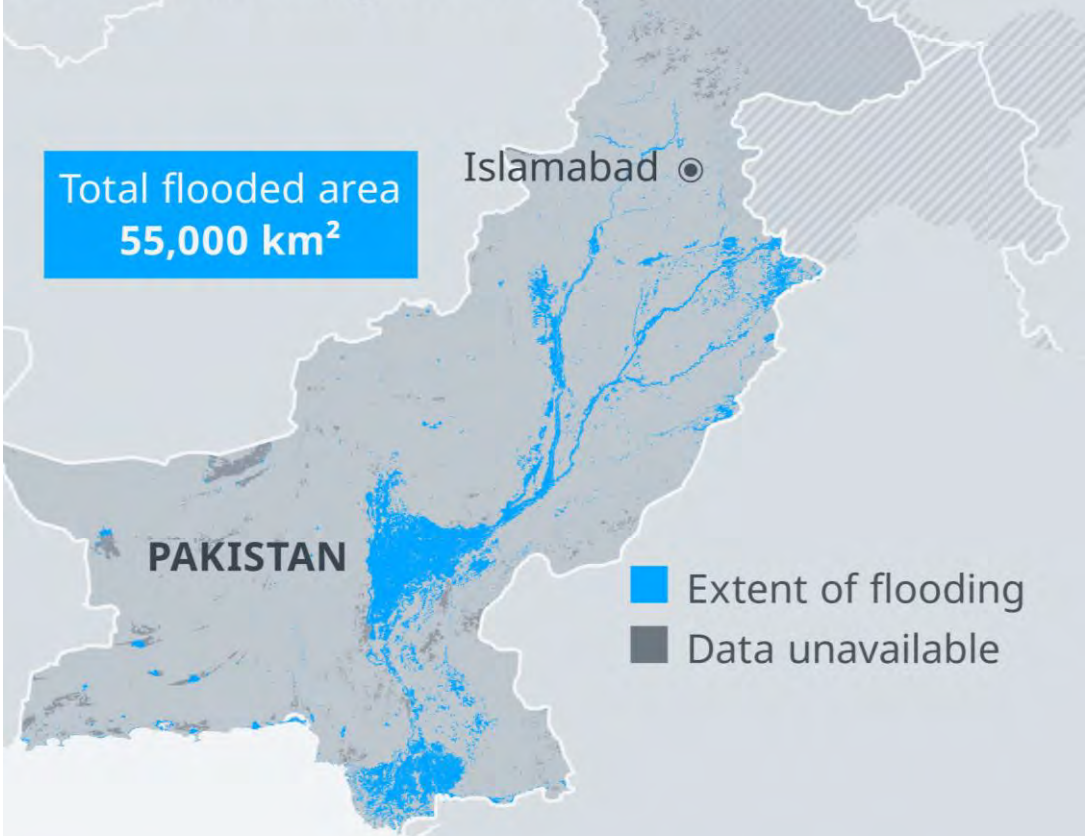 Total flooded area
55,000 km²
Islamabad
PAKISTAN
Extent of flooding
Data unavailable